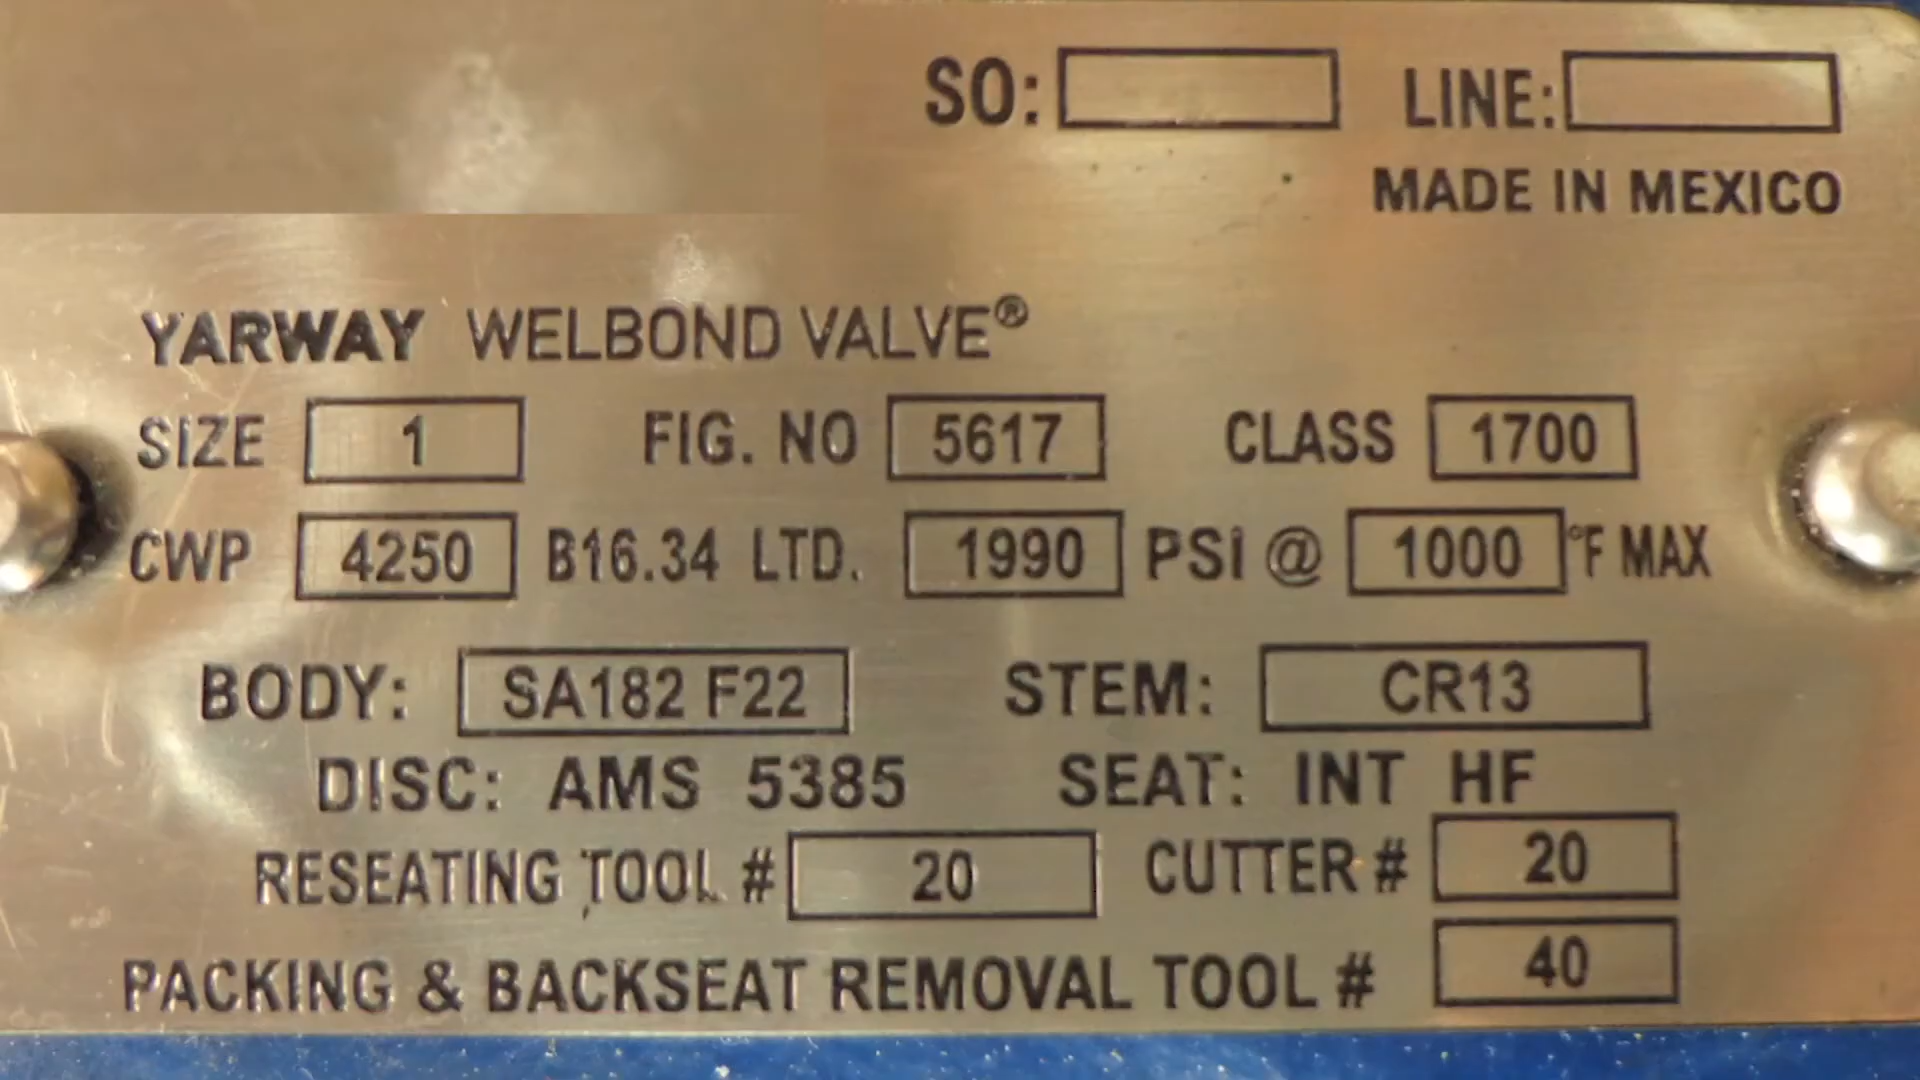 SO: LINE:
MADE IN MEXICO
YARWAY WELBOND VALVE®
SIZE 1 FIG. NO 5617 CLASS 1700
CWP 4250 B16.34 LTD. 1990 PSI @ 1000 °F MAX
BODY: SA182 F22 STEM: CR13
DISC: AMS 5385 SEAT: INT HF
RESEATING TOOL # 20 CUTTER # 20
PACKING & BACKSEAT REMOVAL TOOL # 40